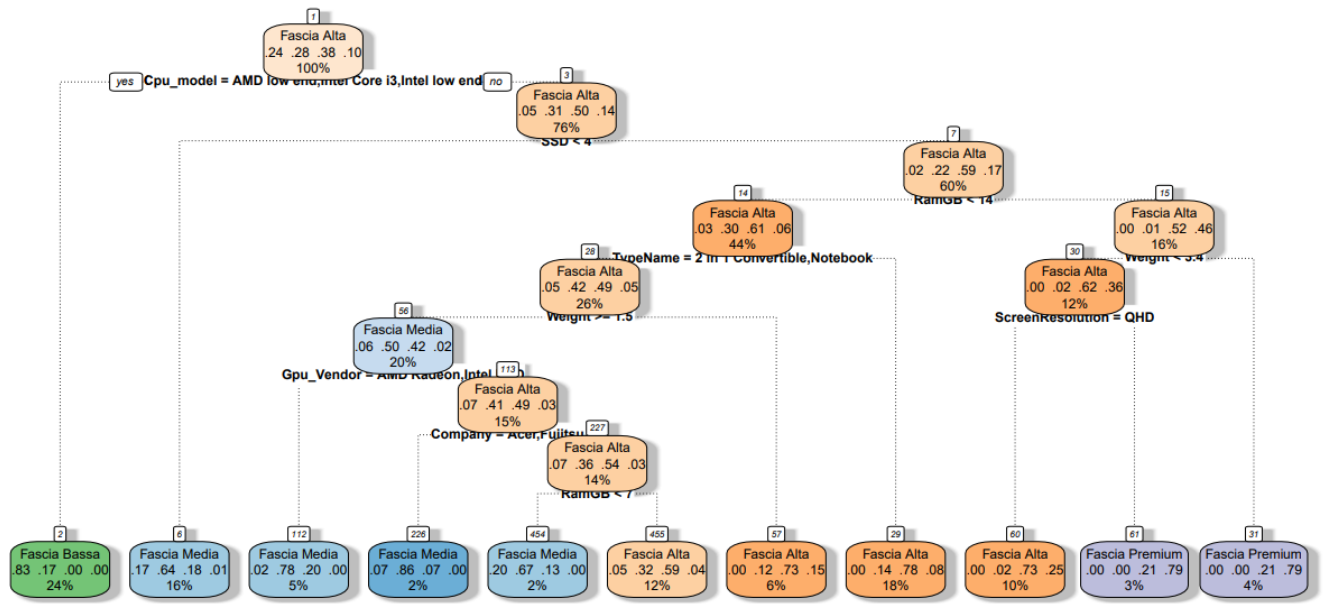 1
Fascia Alta
.24 .28 .38 .10
100%
yes Cpu_model = AMD low end,Intel Core i3,Intel low end no
3
Fascia Alta
.05 .31 .50 .14
76%
SSD < 4
7
Fascia Alta
.02 .22 .59 .17
60%
RamGB < 14
14
Fascia Alta
.03 .30 .61 .06
44%
TypeName = 2 in 1 Convertible,Notebook
15
Fascia Alta
.00 .01 .52 .46
16%
Weight < 3.4
28
Fascia Alta
.05 .42 .49 .05
26%
Weight >= 1.5
30
Fascia Alta
.00 .02 .62 .36
12%
ScreenResolution = QHD
56
Fascia Media
.06 .50 .42 .02
20%
Gpu_Vendor = AMD Radeon,Intel
113
Fascia Alta
.07 .41 .49 .03
15%
Company = Acer,Fujitsu
227
Fascia Alta
.07 .36 .54 .03
14%
RamGB < 7
2
Fascia Bassa
.83 .17 .00 .00
24%
6
Fascia Media
.17 .64 .18 .01
16%
112
Fascia Media
.02 .78 .20 .00
5%
226
Fascia Media
.07 .86 .07 .00
2%
454
Fascia Media
.20 .67 .13 .00
2%
455
Fascia Alta
.05 .32 .59 .04
12%
57
Fascia Alta
.00 .12 .73 .15
6%
29
Fascia Alta
.00 .14 .78 .08
18%
60
Fascia Alta
.00 .02 .73 .25
10%
61
Fascia Premium
.00 .00 .21 .79
3%
31
Fascia Premium
.00 .00 .21 .79
4%